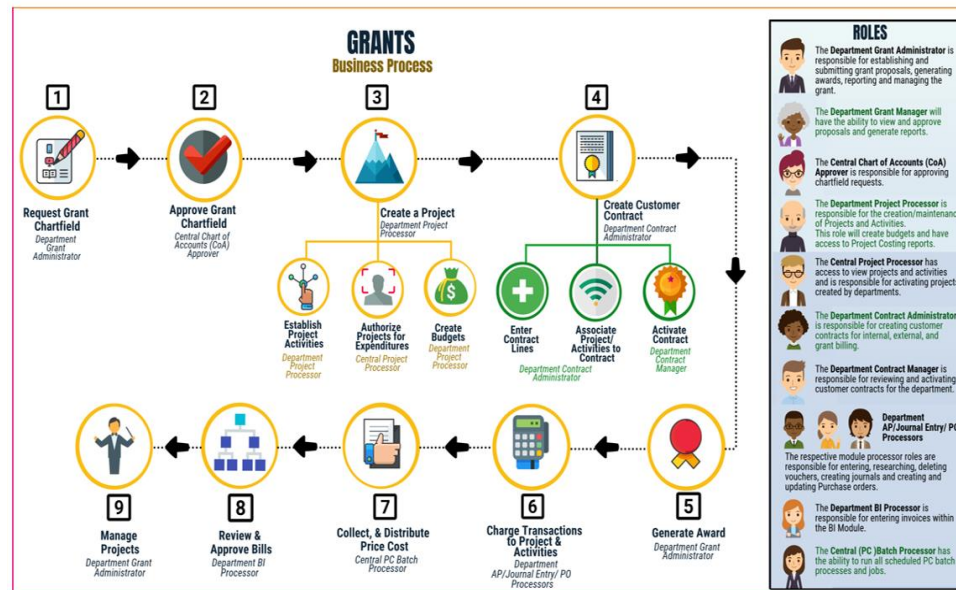 GRANTS
Business Process
1
2
3
4
Request Grant
Chartfield
Department
Grant
Administrator
Approve Grant
Chartfield
Central Chart of
Accounts (CoA)
Approver
Create a Project
Department Project
Processor
Create Customer
Contract
Department Contract
Administrator
Establish
Project
Activities
Department
Project
Processor
Authorize
Projects for
Expenditures
Central Project
Processor
Create
Budgets
Department
Project
Processor
Enter
Contract
Lines
Associate
Project/
Activities to
Contract
Department Contract
Administrator
Activate
Contract
Department
Contract
Manager
9
8
7
6
5
Manage
Projects
Department Grant
Administrator
Review &
Approve Bills
Department BI
Processor
Collect, & Distribute
Price Cost
Central PC Batch
Processor
Charge Transactions
to Project &
Activities
Department
AP/Journal Entry/ PO
Processors
Generate Award
Department Grant
Administrator
ROLES
The Department Grant Administrator is
responsible for establishing and
submitting grant proposals, generating
awards, reporting and managing the
grant.
The Department Grant Manager will
have the ability to view and approve
proposals and generate reports.
The Central Chart of Accounts (CoA)
Approver is responsible for approving
chartfield requests.
The Department Project Processor is
responsible for the creation/maintenanc
of Projects and Activities.
This role will create budgets and have
access to Project Costing reports.
The Central Project Processor has
access to view projects and activities
and is responsible for activating projects
created by departments.
The Department Contract Administrator
is responsible for creating customer
contracts for internal, external, and
grant billing.
The Department Contract Manager is
responsible for reviewing and activating
customer contracts for the department.
Department
AP/Journal Entry/ PO
Processors
The respective module processor roles are
responsible for entering, researching, deleting
vouchers, creating journals and creating and
updating Purchase orders.
The Department BI Processor is
responsible for entering invoices within
the BI Module.
The Central (PC )Batch Processor has
the ability to run all scheduled PC batch
processes and jobs.